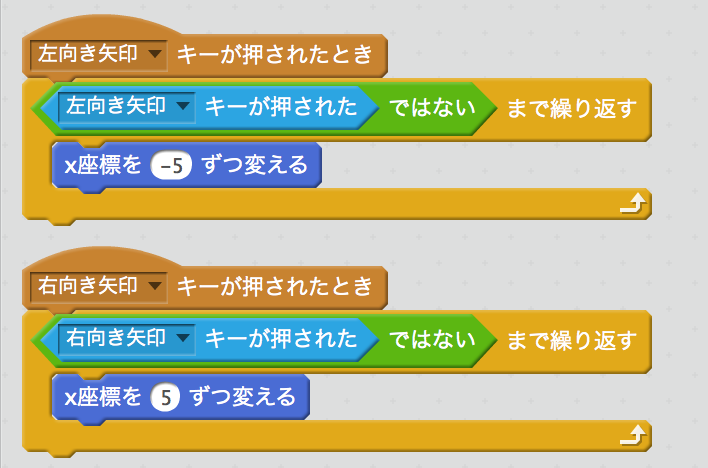 左向き矢印 キーが押されたとき
左向き矢印 キーが押された ではない まで繰り返す
x座標を -5 ずつ変える
右向き矢印 キーが押されたとき
右向き矢印 キーが押された ではない まで繰り返す
x座標を 5 ずつ変える